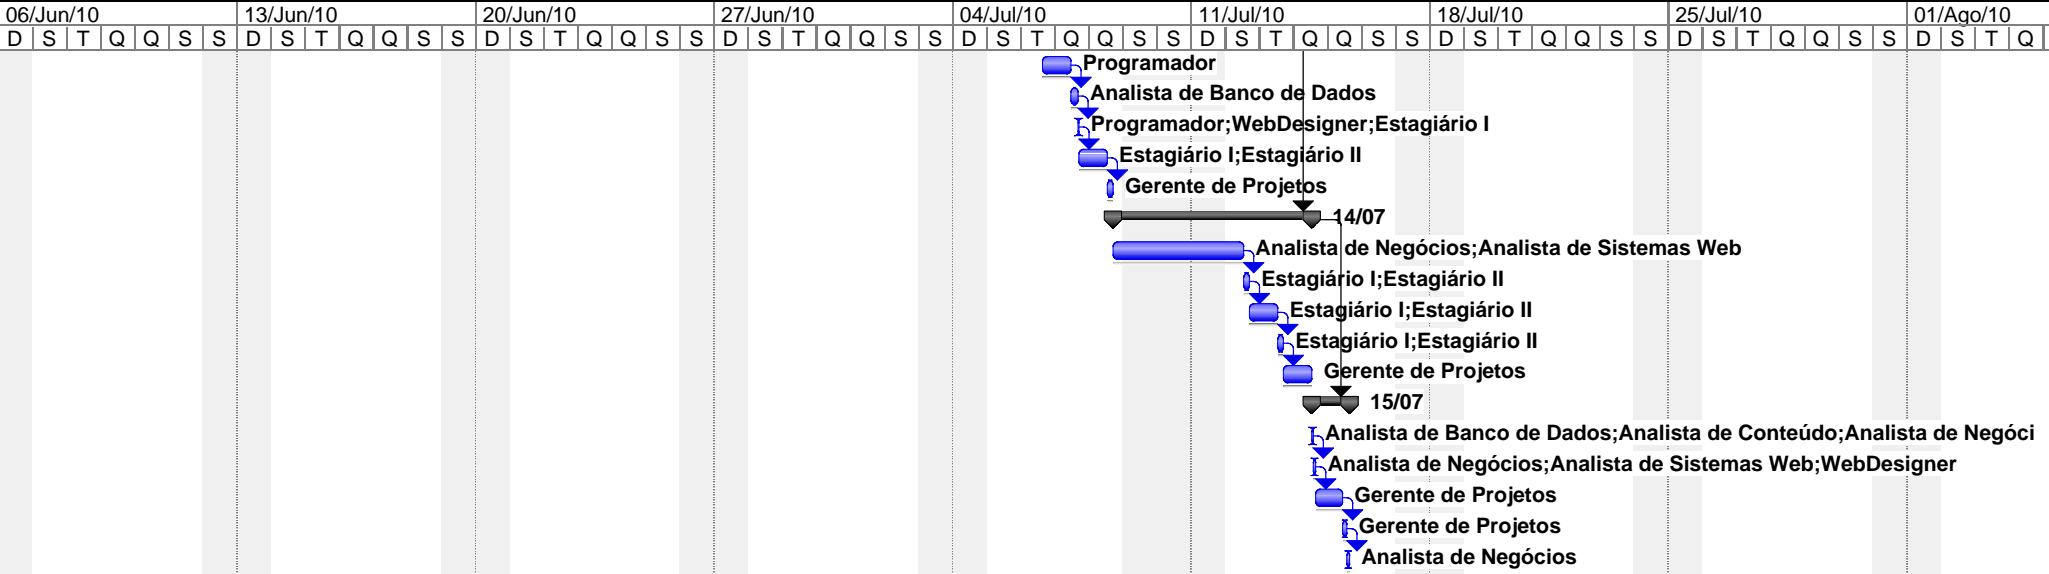 06/Jun/10 13/Jun/10 20/Jun/10 27/Jun/10 04/Jul/10 11/Jul/10 18/Jul/10 25/Jul/10 01/Ago/10
D S T Q Q S S D S T Q Q S S D S T Q Q S S D S T Q Q S S D S T Q Q S S D S T Q Q S S D S T Q Q S S D S T Q Q S S D S T Q
Programador
Analista de Banco de Dados
Programador;WebDesigner;Estagiário I
Estagiário I;Estagiário II
Gerente de Projetos
14/07
Analista de Negócios;Analista de Sistemas Web
Estagiário I;Estagiário II
Estagiário I;Estagiário II
Estagiário I;Estagiário II
Gerente de Projetos
15/07
Analista de Banco de Dados;Analista de Conteúdo;Analista de Negóci
Analista de Negócios;Analista de Sistemas Web;WebDesigner
Gerente de Projetos
Gerente de Projetos
Analista de Negócios